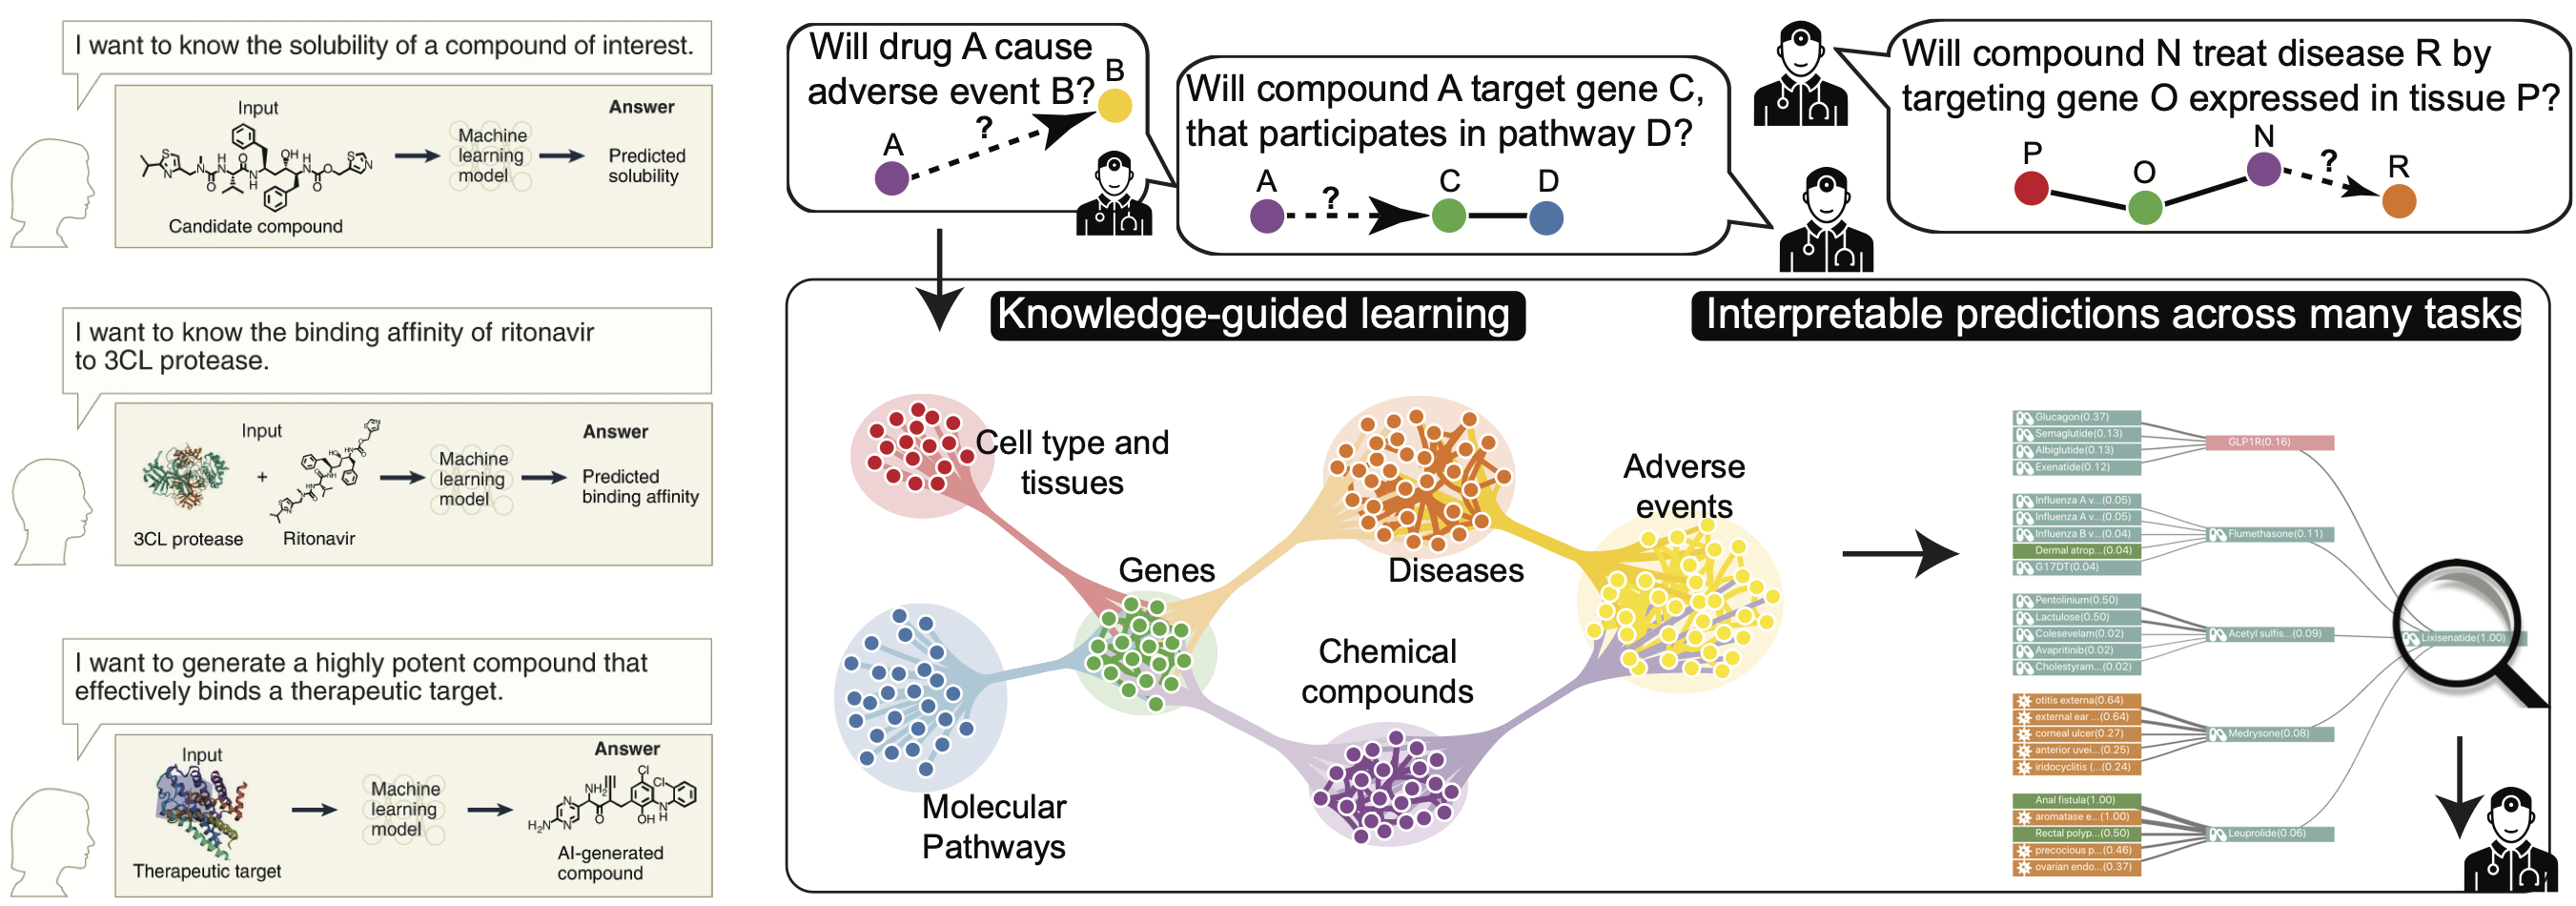 I want to know the solubility of a compound of interest.
Input
Answer
Machine
learning
model
Predicted
solubility
Candidate compound
I want to know the binding affinity of ritonavir
to 3CL protease.
Input
Answer
+
Machine
learning
model
Predicted
binding affinity
3CL protease
Ritonavir
I want to generate a highly potent compound that
effectively binds a therapeutic target.
Input
Answer
Machine
learning
model
Therapeutic target
AI-generated
compound
Will drug A cause
adverse event B?
B
A
?
Will compound A target gene C,
that participates in pathway D?
A
?
C
D
Will compound N treat disease R by
targeting gene O expressed in tissue P?
P
O
N
?
R
Knowledge-guided learning
Interpretable predictions across many tasks
Cell type and
tissues
Genes
Molecular
Pathways
Diseases
Chemical
compounds
Adverse
events
Glucagon(0.37)
Semaglutide(0.13)
Albiglutide(0.13)
Exenatide(0.12)
GLP1R(0.16)
Influenza A v...(0.05)
Influenza A v...(0.05)
Influenza B v...(0.04)
Dermal atrop...(0.04)
G17DT(0.04)
Flumethasone(0.11)
Pentolinium(0.50)
Lactulose(0.50)
Colesevelam(0.02)
Avapritinib(0.02)
Cholestyram...(0.02)
Acetyl sulfis...(0.09)
Lixisenatide(1.00)
otitis externa(0.64)
external ear ...(0.64)
corneal ulcer(0.27)
anterior uvei...(0.25)
iridocyclitis (...(0.24)
Medrysone(0.08)
Anal fistula(1.00)
aromatase e...(1.00)
Rectal polyp...(0.50)
precocious p...(0.46)
ovarian endo...(0.37)
Leuprolide(0.06)